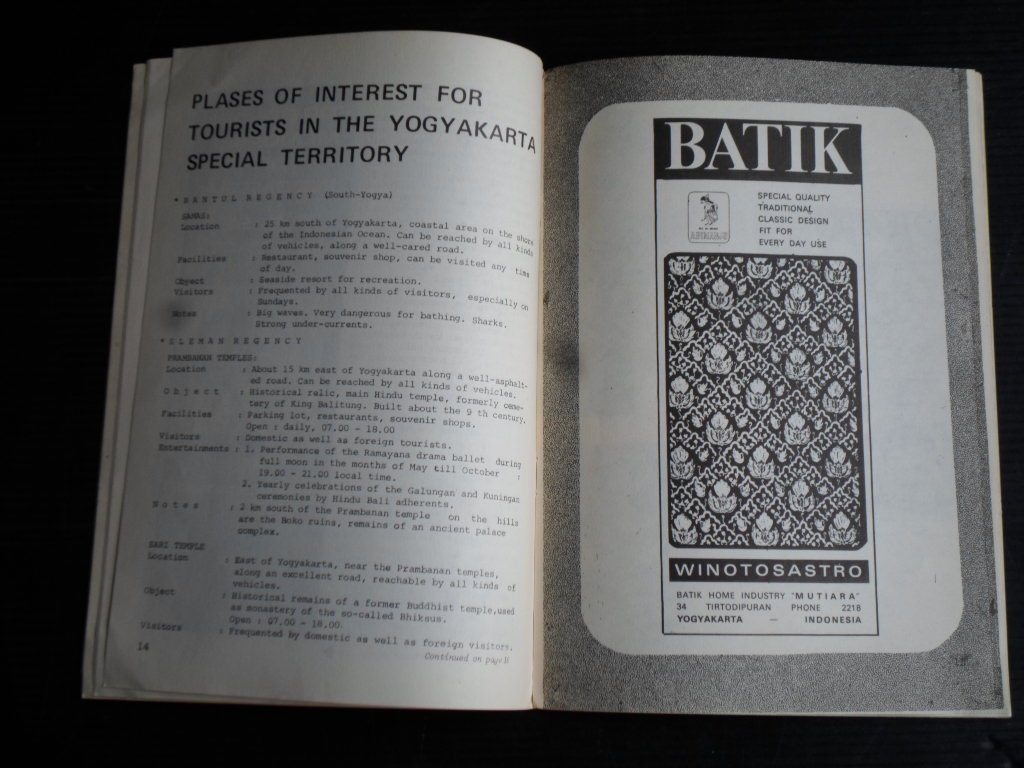 PLASES OF INTEREST FOR
TOURISTS IN THE YOGYAKARTA
SPECIAL TERRITORY
* BANTUL REGENCY (South-Yogya)
SAMAS:
Location : 25 km south of Yogyakarta, coastal area on the shore
of the Indonesian Ocean. Can be reached by all kinds
of vehicles, along a well-cared road.
Facilities : Restaurant, souvenir shop, can be visited any time
of day.
Object : Seaside resort for recreation.
Visitors : Frequented by all kinds of visitors, especially on
Sundays.
Notes : Big waves. Very dangerous for bathing. Sharks.
Strong under-currents.
* SLEMAN REGENCY
PRAMBANAN TEMPLES:
Location : About 15 km east of Yogyakarta along a well-asphalt-
ed road. Can be reached by all kinds of vehicles.
Object : Historical relic, main Hindu temple, formerly ceme-
tery of King Balitung. Built about the 9 th century.
Facilities : Parking lot, restaurants, souvenir shops.
Open : daily, 07.00 - 18.00
Visitors : Domestic as well as foreign tourists.
Entertainments : 1. Performance of the Ramayana drama ballet during
full moon in the months of May till October :
19.00 - 21.00 local time.
2. Yearly celebrations of the Galungan and Kuningan
ceremonies by Hindu Bali adherents.
Notes : 2 km south of the Prambanan temple on the hills
are the Boko ruins, remains of an ancient palace
complex.
SARI TEMPLE
Location : East of Yogyakarta, near the Prambanan temples,
along an excellent road, reachable by all kinds of
vehicles.
Object : Historical remains of a former Buddhist temple,used
as monastery of the so-called Bhiksus.
Open : 07.00 - 18.00.
Visitors : Frequented by domestic as well as foreign visitors.
14
Continued on page
BATIK
SPECIAL QUALITY
TRADITIONAL
CLASSIC DESIGN
FIT FOR
EVERY DAY USE
WINOTOSASTRO
BATIK HOME INDUSTRY "MUTIARA"
34 TIRTODIPURAN PHONE 2218
YOGYAKARTA — INDONESIA